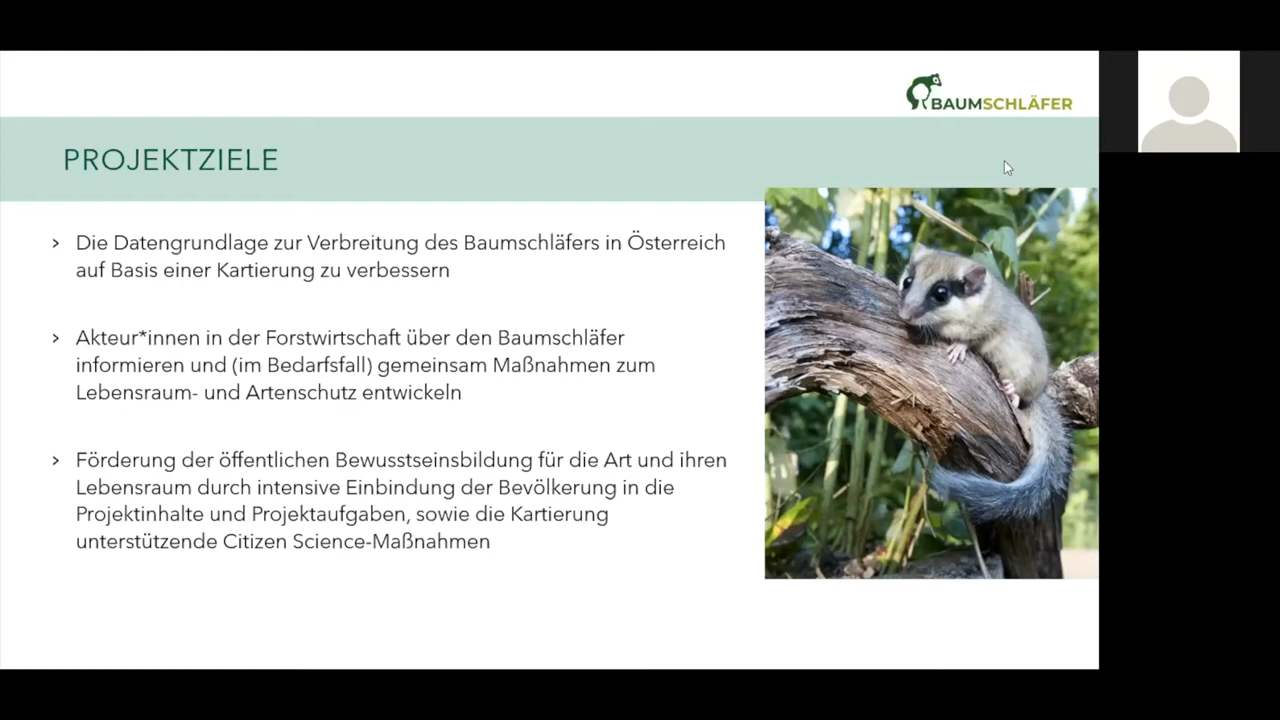 BAUMSCHLÄFER
PROJEKTZIELE
› Die Datengrundlage zur Verbreitung des Baumschläfers in Österreich
auf Basis einer Kartierung zu verbessern
› Akteur*innen in der Forstwirtschaft über den Baumschläfer
informieren und (im Bedarfsfall) gemeinsam Maßnahmen zum
Lebensraum- und Artenschutz entwickeln
› Förderung der öffentlichen Bewusstseinsbildung für die Art und ihren
Lebensraum durch intensive Einbindung der Bevölkerung in die
Projektinhalte und Projektaufgaben, sowie die Kartierung
unterstützende Citizen Science-Maßnahmen